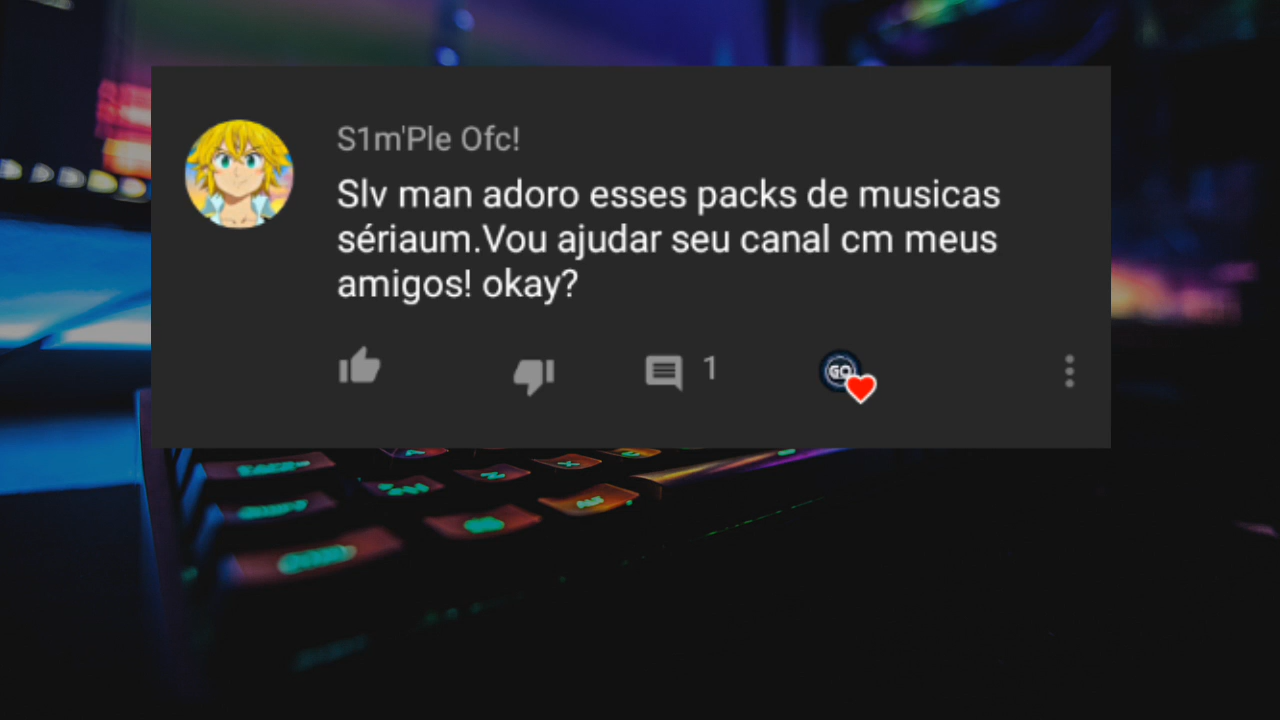 S1m'Ple Ofc!
Slv man adoro esses packs de musicas
sériaum.Vou ajudar seu canal cm meus
amigos! okay?
1
GO